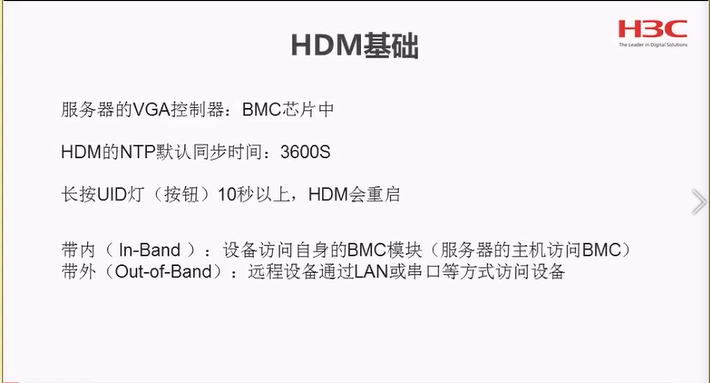 HDM基础
H3C
The Leader in Digital Solutions
服务器的VGA控制器：BMC芯片中
HDM的NTP默认同步时间：3600S
长按UID灯（按钮）10秒以上，HDM会重启
带内（ In-Band ）：设备访问自身的BMC模块（服务器的主机访问BMC）
带外（Out-of-Band）：远程设备通过LAN或串口等方式访问设备